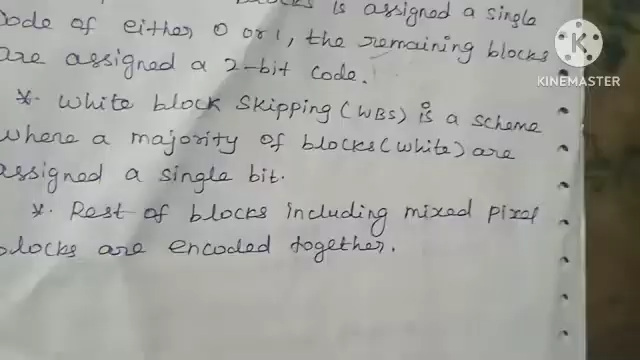 blocks is assigned a single
code of either 0 or 1, the remaining blocks
are assigned a 2-bit code.
*. White block skipping (WBS) is a scheme
where a majority of blocks (white) are
assigned a single bit.
*. Rest of blocks including mixed pixel
blocks are encoded together.
KINEMASTER